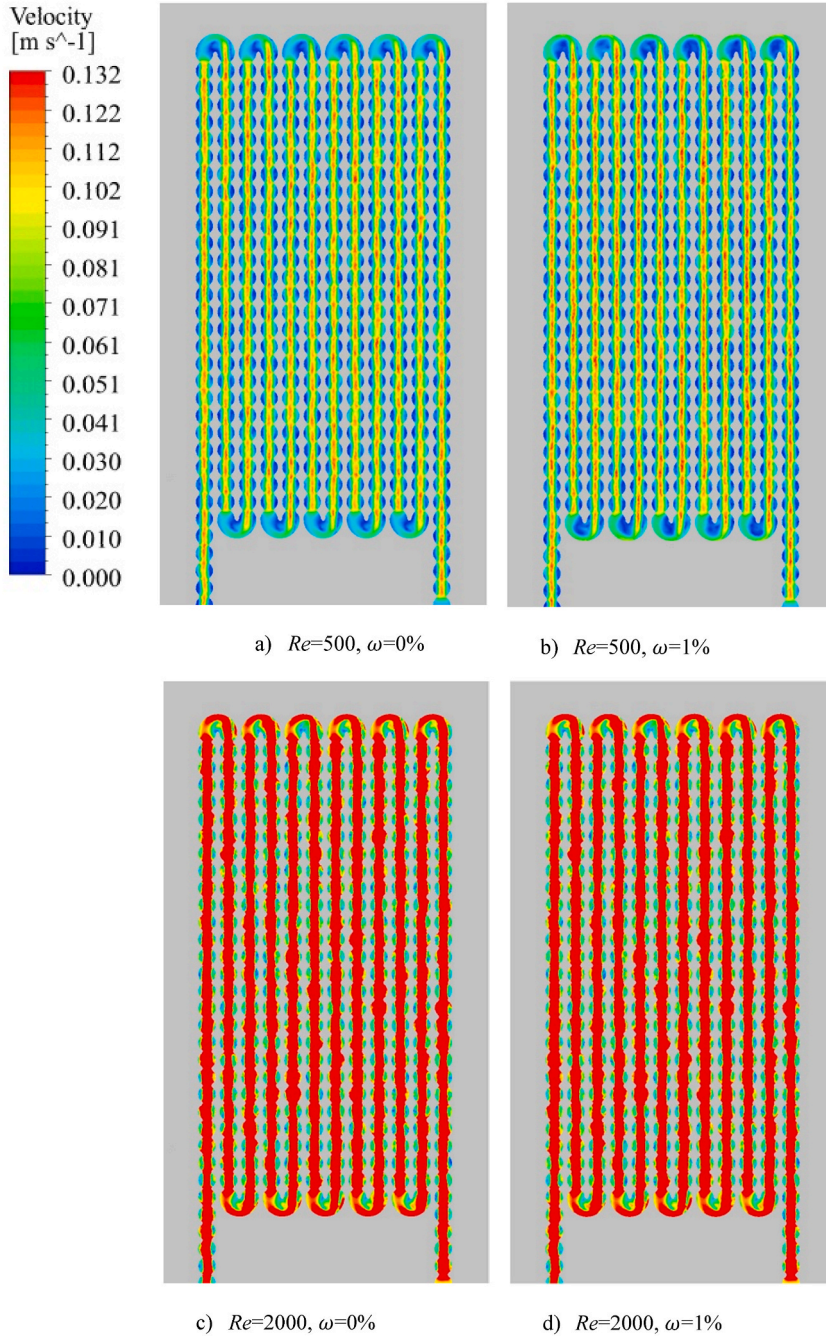 Velocity
[m s^-1]
0.132
0.122
0.112
0.102
0.091
0.081
0.071
0.061
0.051
0.041
0.030
0.020
0.010
0.000
a) Re=500, ω=0%
b) Re=500, ω=1%
c) Re=2000, ω=0%
d) Re=2000, ω=1%